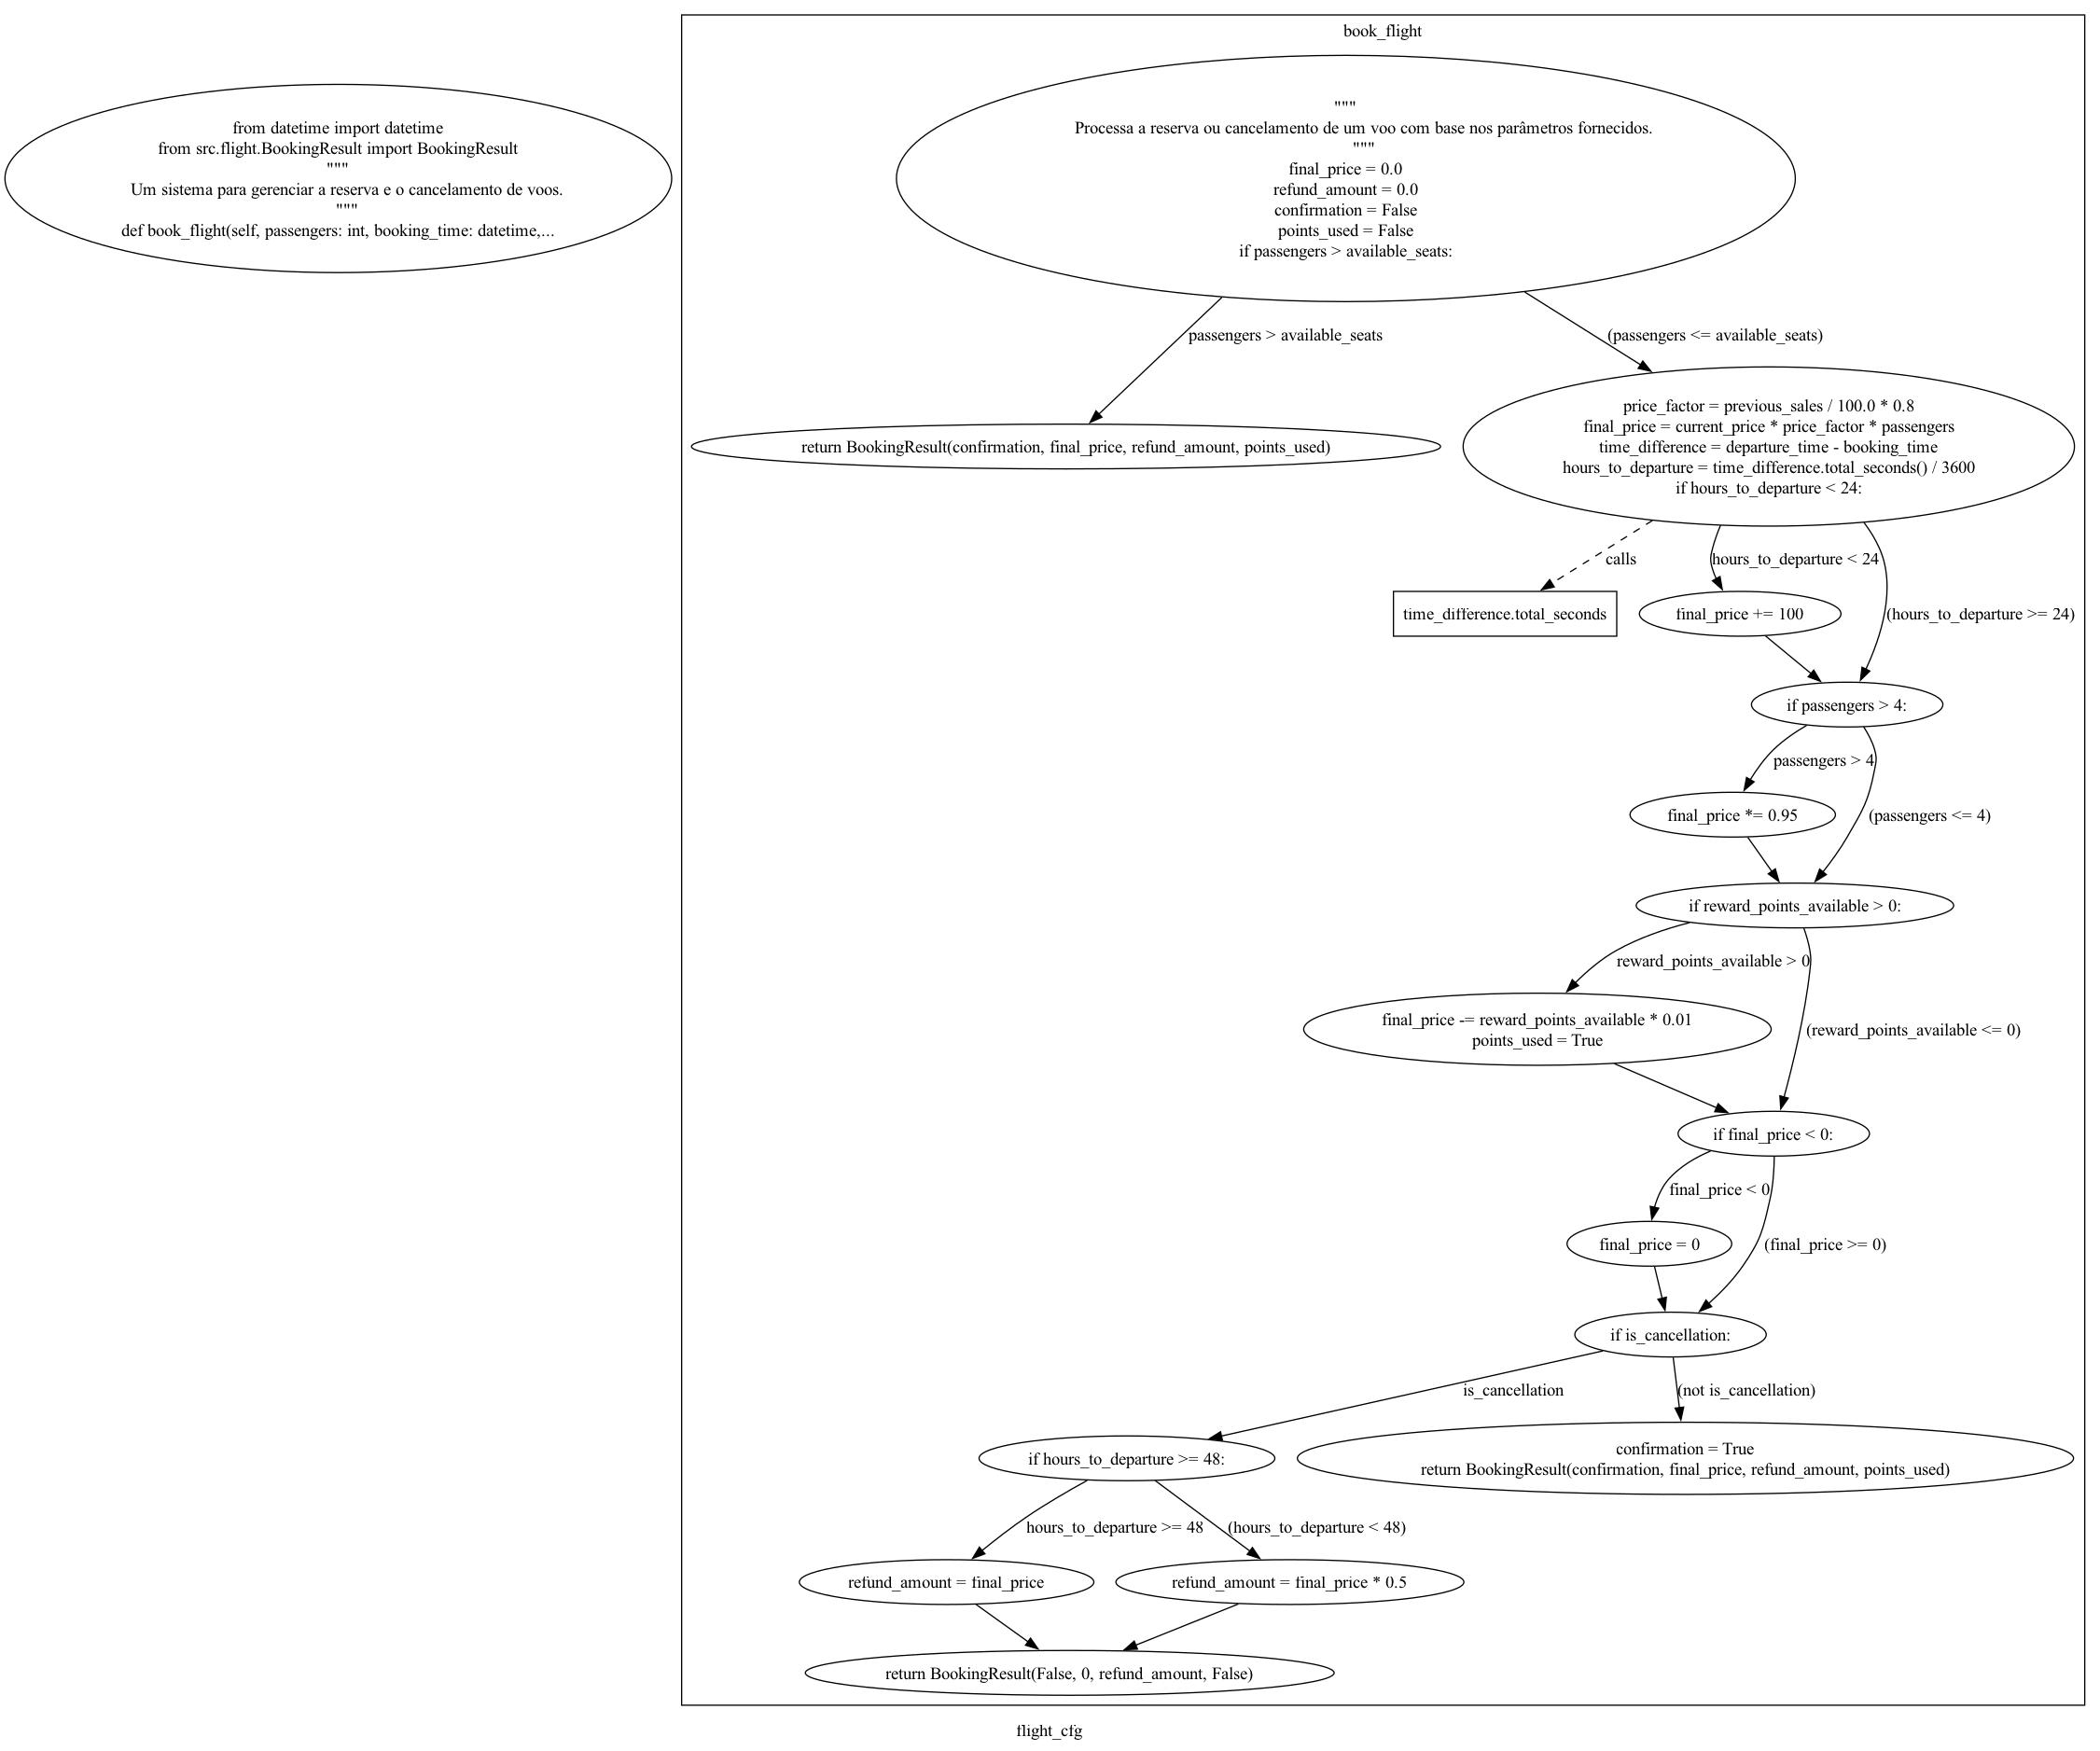 from datetime import datetime
from src.flight.BookingResult import BookingResult
"""
Um sistema para gerenciar a reserva e o cancelamento de voos.
"""
def book_flight(self, passengers: int, booking_time: datetime,...
book_flight
"""
Processa a reserva ou cancelamento de um voo com base nos parâmetros fornecidos.
"""
final_price = 0.0
refund_amount = 0.0
confirmation = False
points_used = False
if passengers > available_seats:
passengers > available_seats
(passengers <= available_seats)
return BookingResult(confirmation, final_price, refund_amount, points_used)
price_factor = previous_sales / 100.0 * 0.8
final_price = current_price * price_factor * passengers
time_difference = departure_time - booking_time
hours_to_departure = time_difference.total_seconds() / 3600
if hours_to_departure < 24:
calls
hours_to_departure < 24
time_difference.total_seconds
final_price += 100
(hours_to_departure >= 24)
if passengers > 4:
passengers > 4
final_price *= 0.95
(passengers <= 4)
if reward_points_available > 0:
reward_points_available > 0
final_price -= reward_points_available * 0.01
points_used = True
(reward_points_available <= 0)
if final_price < 0:
final_price < 0
final_price = 0
(final_price >= 0)
if is_cancellation:
is_cancellation
(not is_cancellation)
if hours_to_departure >= 48:
confirmation = True
return BookingResult(confirmation, final_price, refund_amount, points_used)
hours_to_departure >= 48
(hours_to_departure < 48)
refund_amount = final_price
refund_amount = final_price * 0.5
return BookingResult(False, 0, refund_amount, False)
flight_cfg